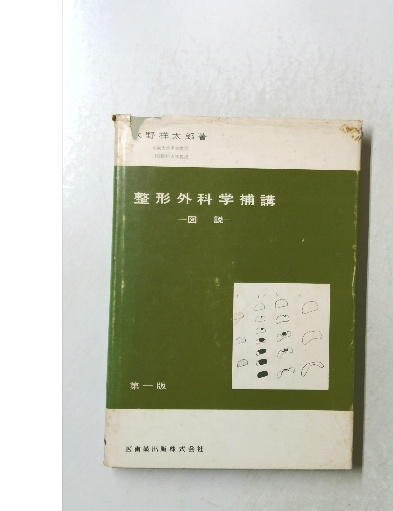 野祥太郎著
整形外科学補講
—図説—
第一版
医歯薬出版株式会社